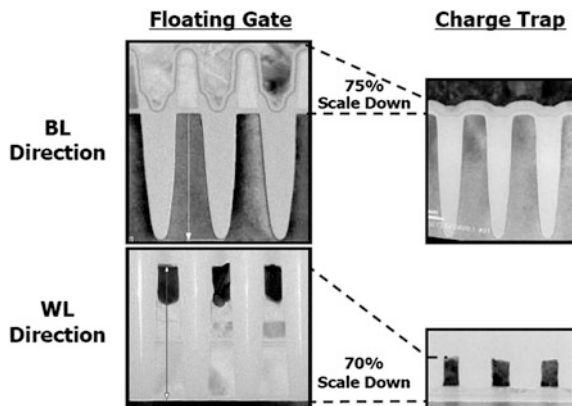 Floating Gate
Charge Trap
75%
Scale Down
BL
Direction
WL
Direction
70%
Scale Down